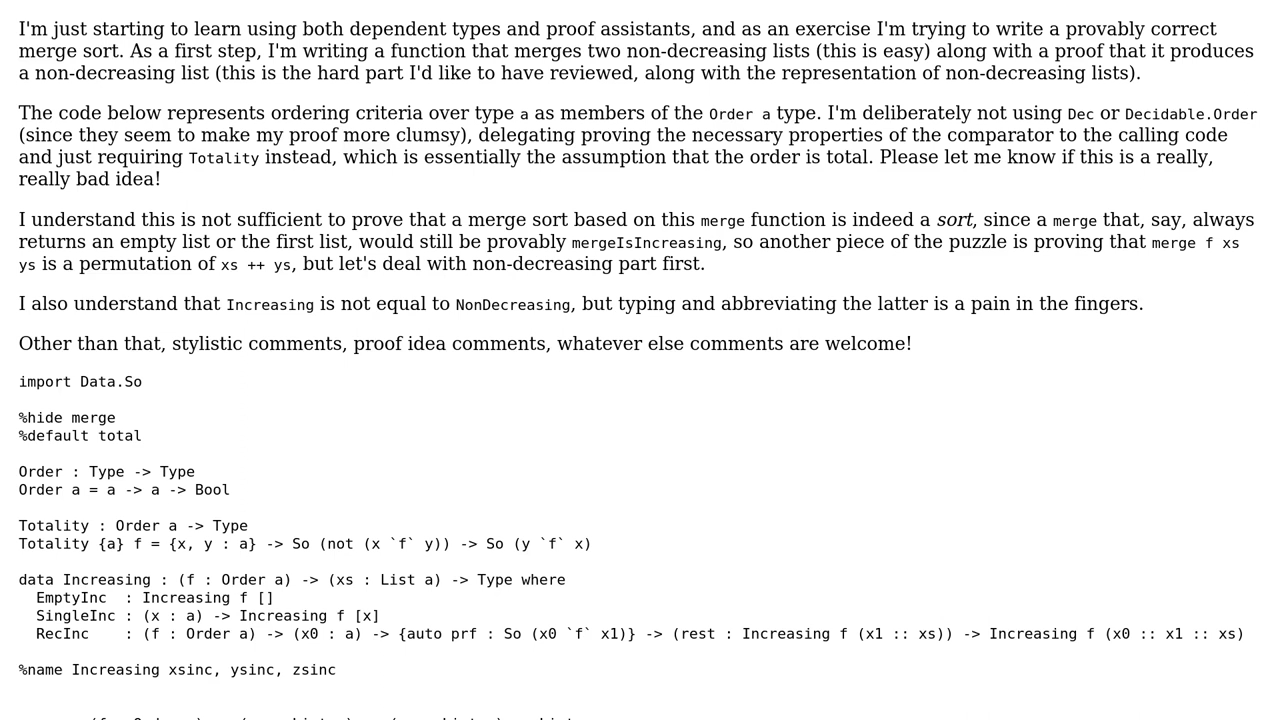 I'm just starting to learn using both dependent types and proof assistants, and as an exercise I'm trying to write a provably correct
merge sort. As a first step, I'm writing a function that merges two non-decreasing lists (this is easy) along with a proof that it produces
a non-decreasing list (this is the hard part I'd like to have reviewed, along with the representation of non-decreasing lists).
The code below represents ordering criteria over type a as members of the Order a type. I'm deliberately not using Dec or Decidable.Order
(since they seem to make my proof more clumsy), delegating proving the necessary properties of the comparator to the calling code
and just requiring Totality instead, which is essentially the assumption that the order is total. Please let me know if this is a really,
really bad idea!
I understand this is not sufficient to prove that a merge sort based on this merge function is indeed a sort, since a merge that, say, always
returns an empty list or the first list, would still be provably mergeIsIncreasing, so another piece of the puzzle is proving that merge f xs
ys is a permutation of xs ++ ys, but let's deal with non-decreasing part first.
I also understand that Increasing is not equal to NonDecreasing, but typing and abbreviating the latter is a pain in the fingers.
Other than that, stylistic comments, proof idea comments, whatever else comments are welcome!
import Data.So
%hide merge
%default total
Order : Type -> Type
Order a = a -> a -> Bool
Totality : Order a -> Type
Totality {a} f = {x, y : a} -> So (not (x `f` y)) -> So (y `f` x)
data Increasing : (f : Order a) -> (xs : List a) -> Type where
  EmptyInc  : Increasing f []
  SingleInc : (x : a) -> Increasing f [x]
  RecInc    : (f : Order a) -> (x0 : a) -> {auto prf : So (x0 `f` x1)} -> (rest : Increasing f (x1 :: xs)) -> Increasing f (x0 :: x1 :: xs)
%name Increasing xsinc, ysinc, zsinc